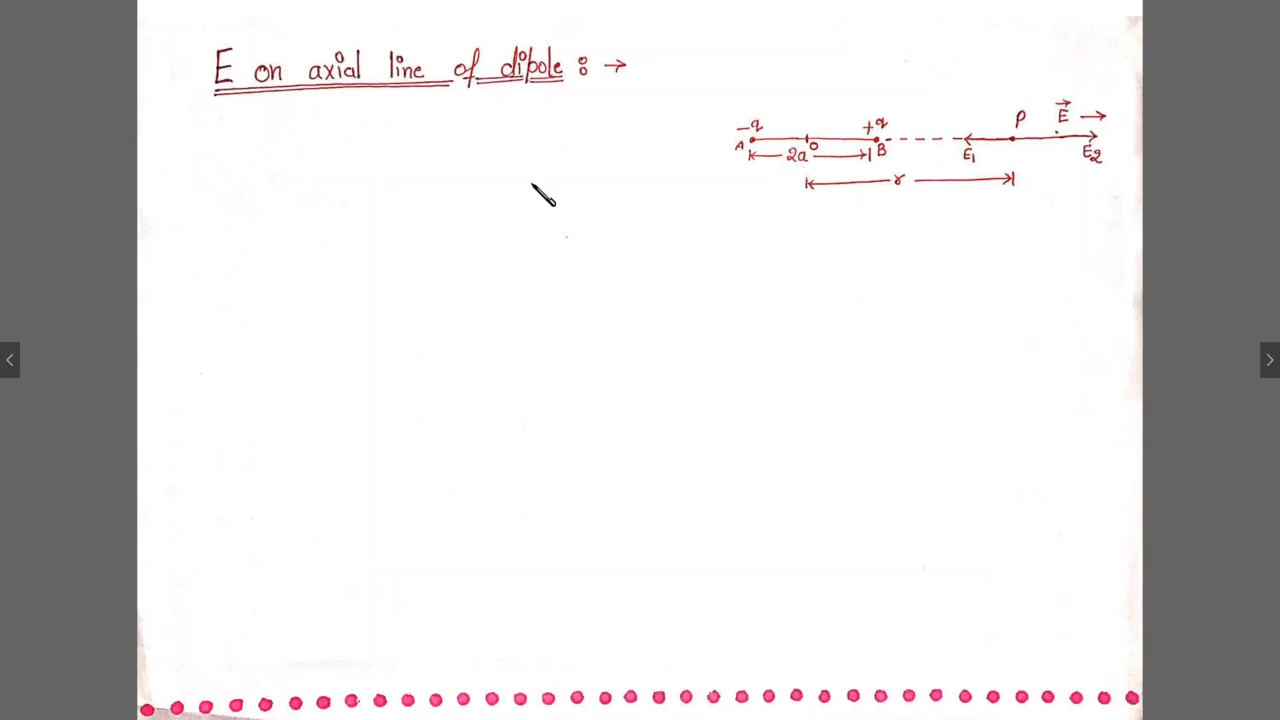 E on axial line of dipole : →
-q +q P E⃗ →
A O B E₁ E₂
2a
r